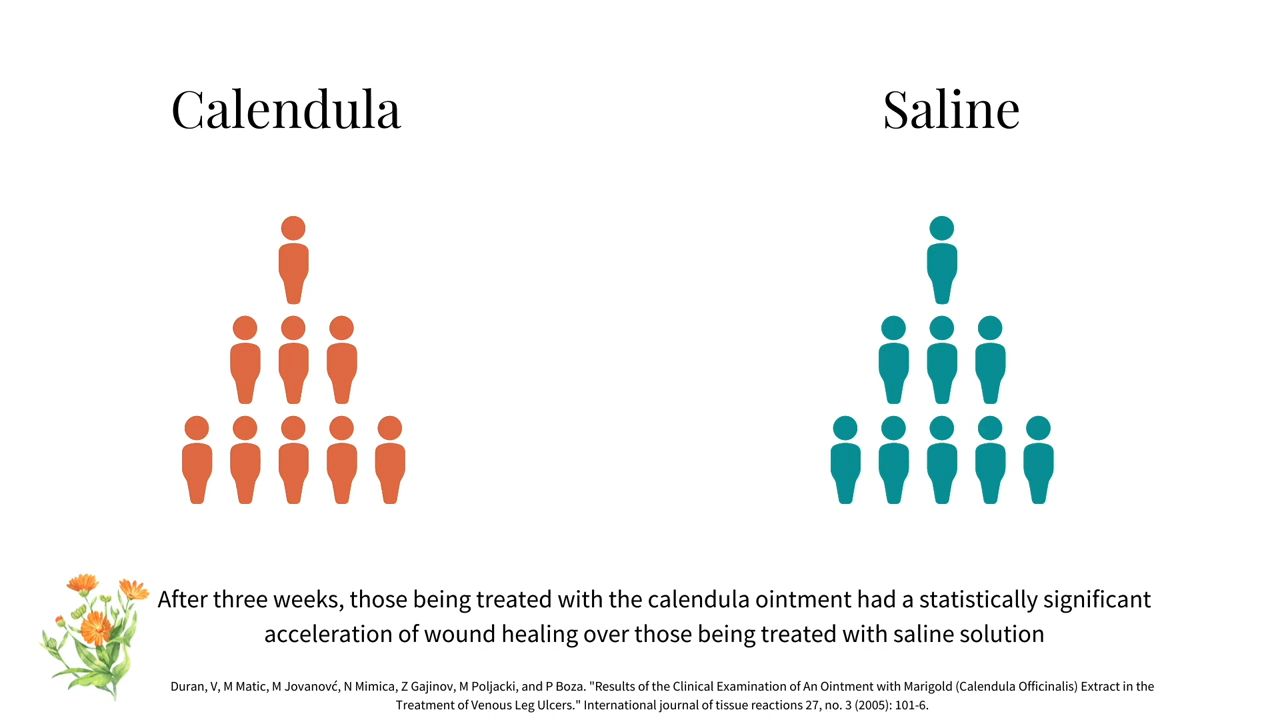 Calendula
Saline
After three weeks, those being treated with the calendula ointment had a statistically significant
acceleration of wound healing over those being treated with saline solution
Duran, V, M Matic, M Jovanovć, N Mimica, Z Gajinov, M Poljacki, and P Boza. "Results of the Clinical Examination of An Ointment with Marigold (Calendula Officinalis) Extract in the
Treatment of Venous Leg Ulcers." International journal of tissue reactions 27, no. 3 (2005): 101-6.